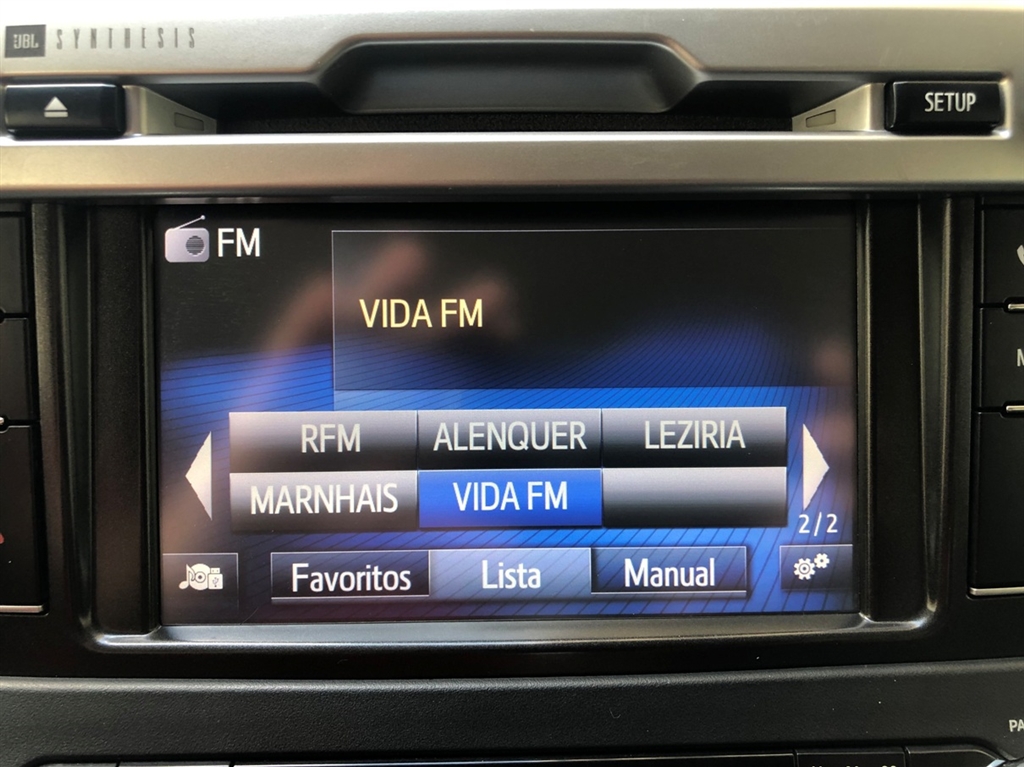 JBL SYNTHESIS
SETUP
FM
VIDA FM
RFM ALENQUER LEZIRIA
MARNHAIS VIDA FM
2/2
Favoritos Lista Manual